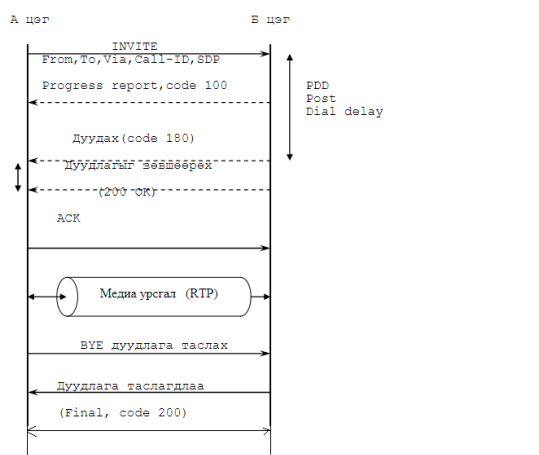 А цэг
Б цэг
INVITE
From,To,Via,Call-ID,SDP
Progress report,code 100
PDD
Post
Dial delay
Дуудах(code 180)
Дуудлагыг зөвшөөрөх
(200 OK)
ACK
Медиа урсгал (RTP)
BYE дуудлага таслах
Дуудлага таслагдлаа
(Final, code 200)